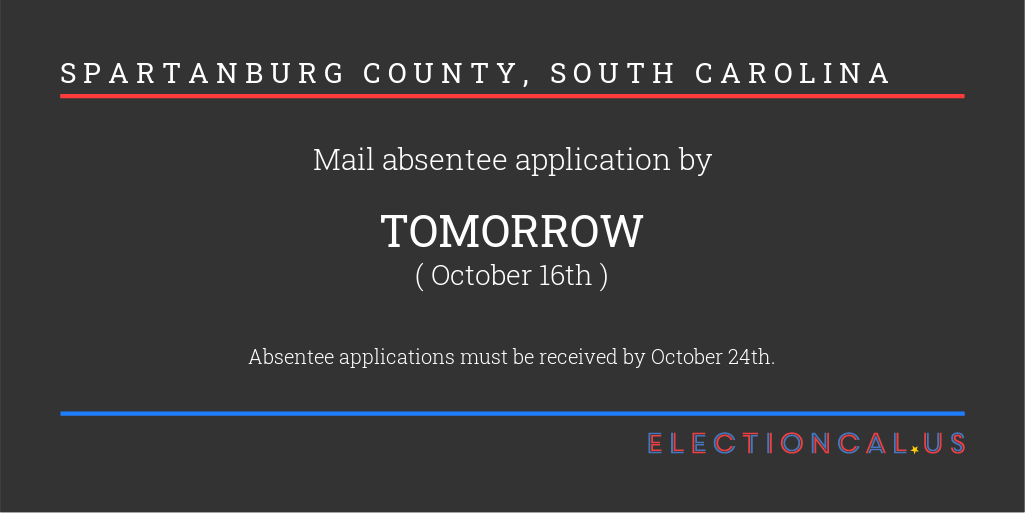 SPARTANBURG COUNTY, SOUTH CAROLINA
Mail absentee application by
TOMORROW
( October 16th )
Absentee applications must be received by October 24th.
ELECTIONCAL.US